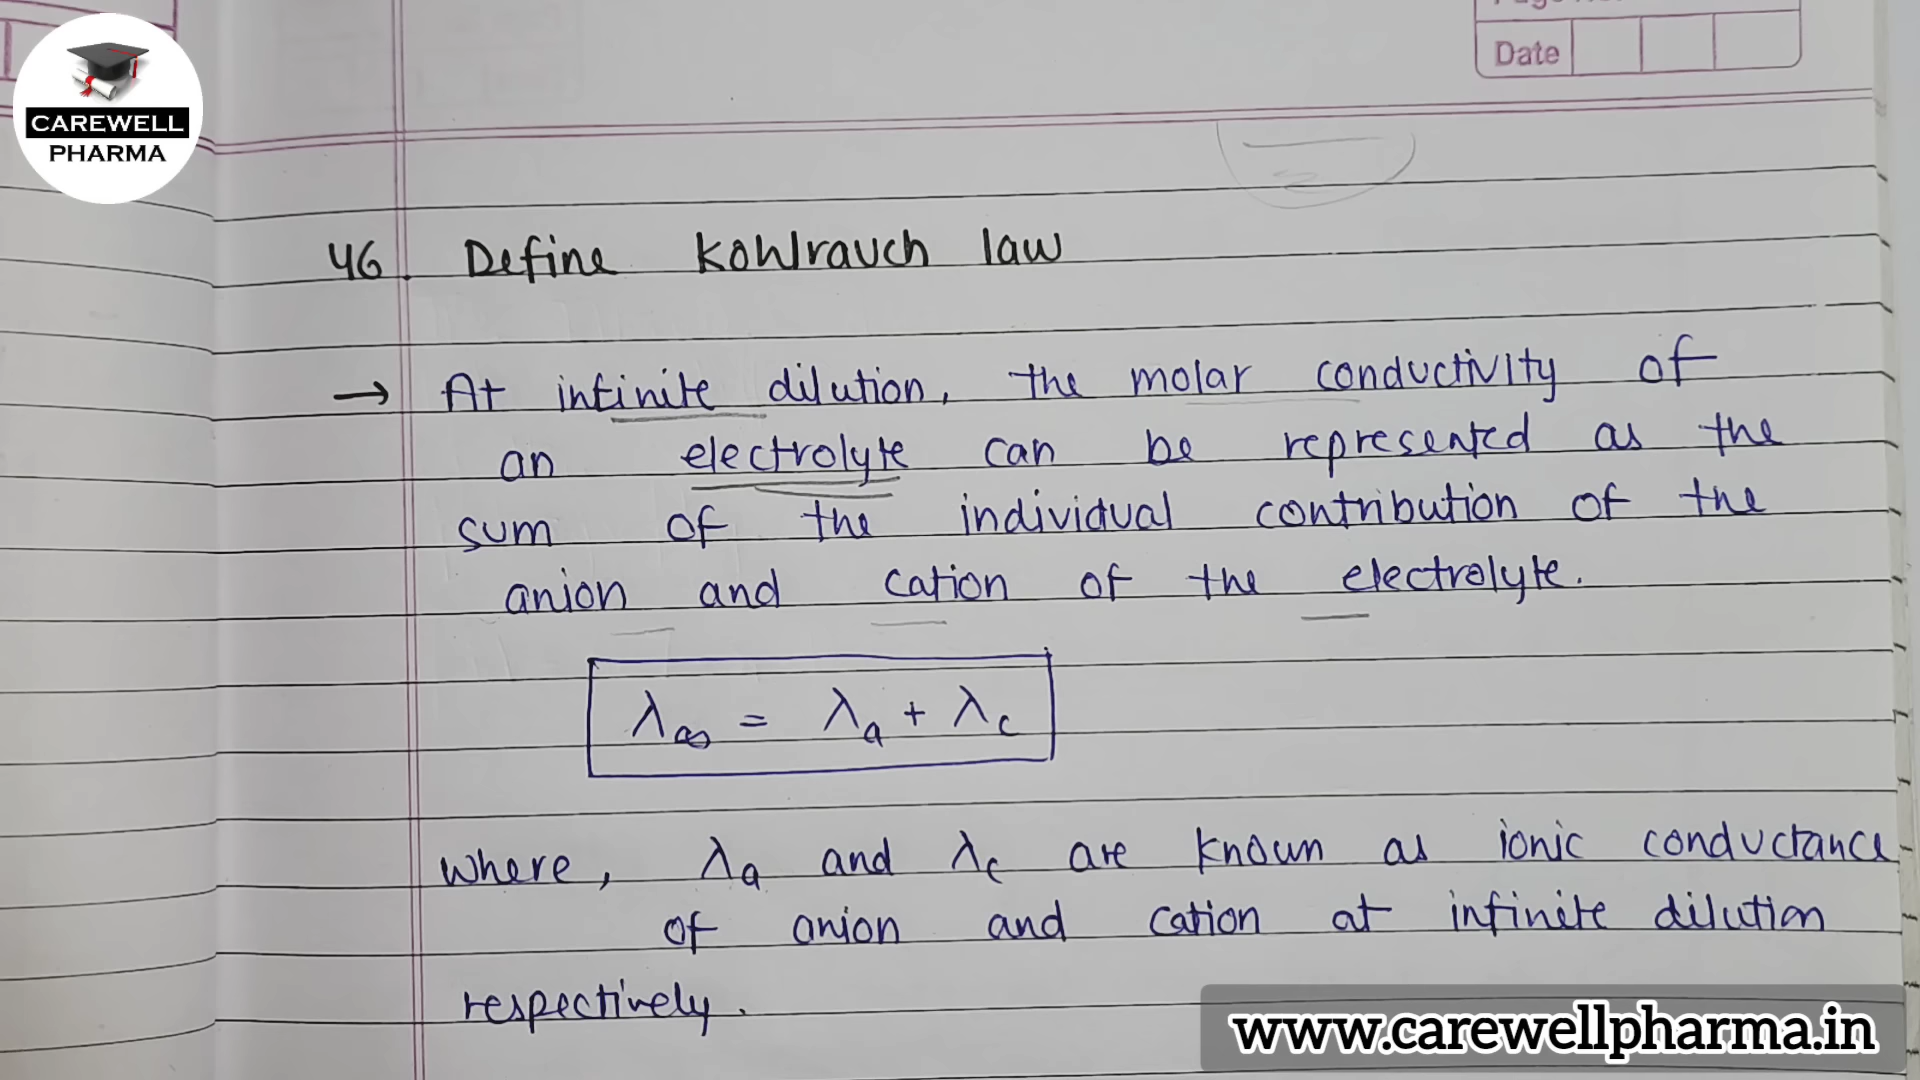 CAREWELL
PHARMA
Date
46. Define Kohlrauch law
→ At infinite dilution, the molar conductivity of
an electrolyte can be represented as the
sum of the individual contribution of the
anion and cation of the electrolyte.
λ∞ = λa + λc
where, λa and λc are known as ionic conductance
of anion and cation at infinite dilution
respectively.
www.carewellpharma.in